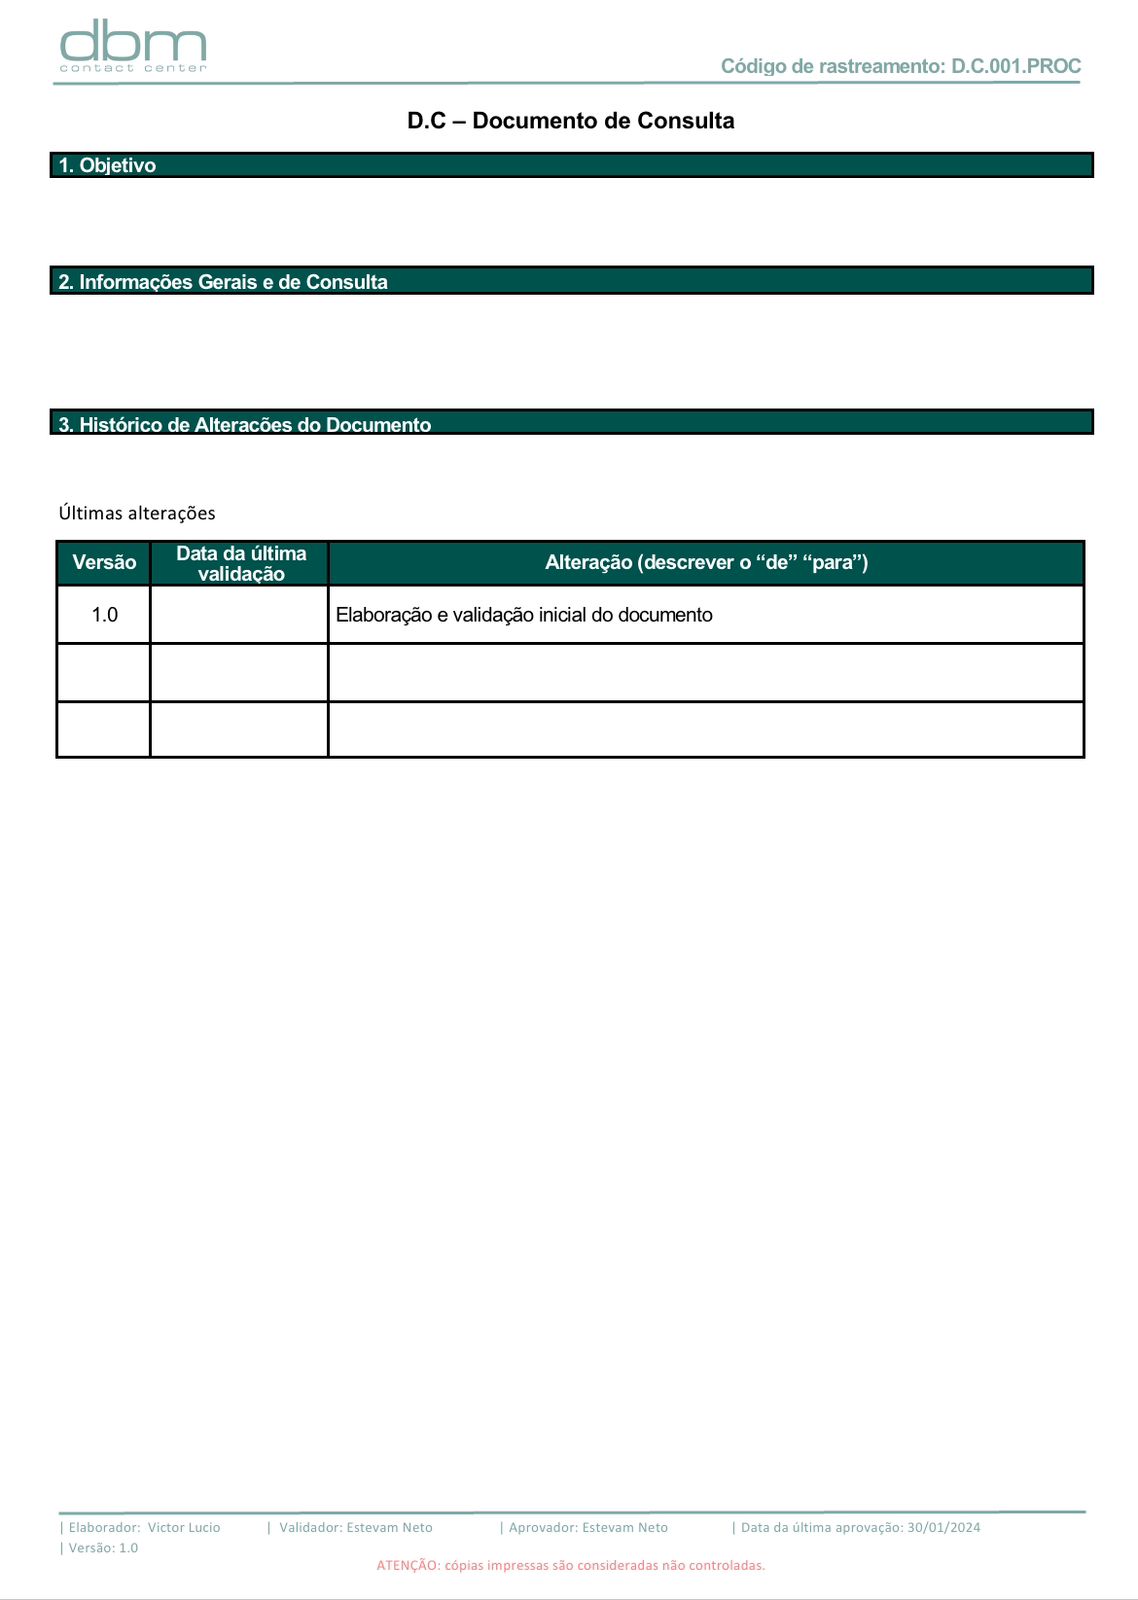 dbm
contact center
Código de rastreamento: D.C.001.PROC
D.C – Documento de Consulta
1. Objetivo
2. Informações Gerais e de Consulta
3. Histórico de Alterações do Documento
Últimas alterações
Versão
Data da última
validação
Alteração (descrever o “de” “para”)
1.0
Elaboração e validação inicial do documento
| Elaborador: Victor Lucio | Validador: Estevam Neto | Aprovador: Estevam Neto | Data da última aprovação: 30/01/2024
| Versão: 1.0
ATENÇÃO: cópias impressas são consideradas não controladas.